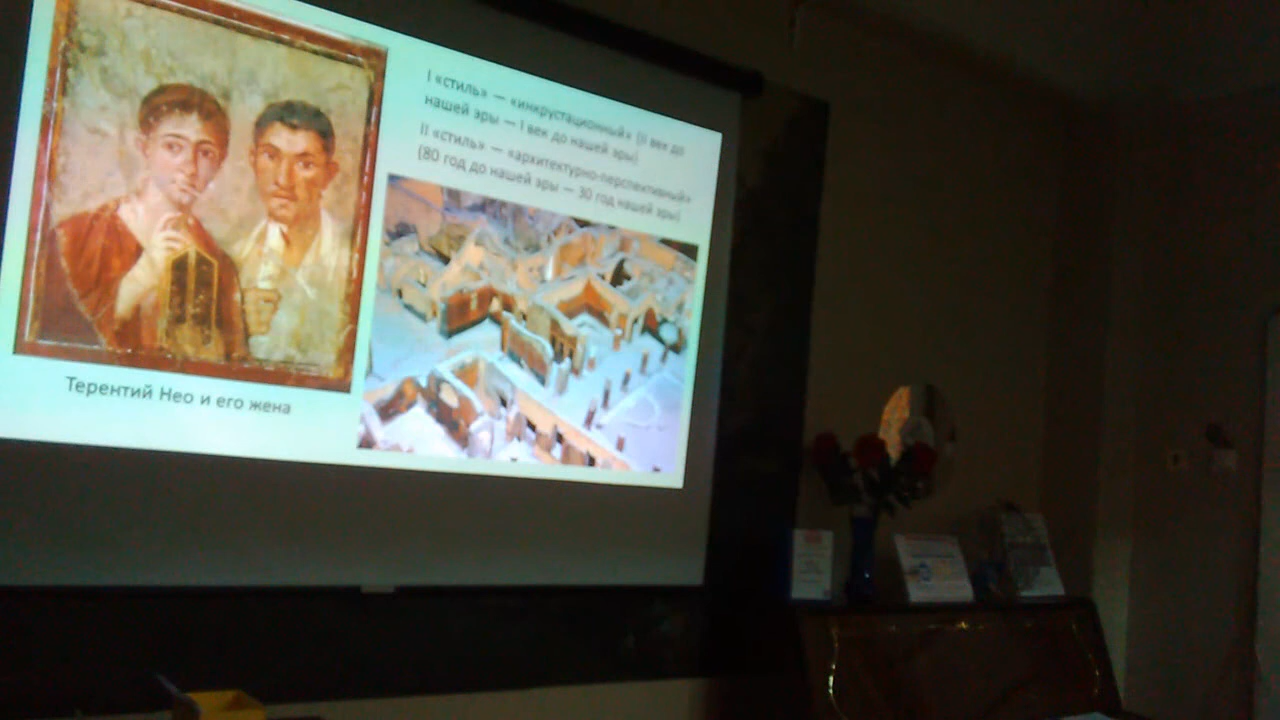 I «стиль» — «инкрустационный» (II век до
нашей эры — I век до нашей эры)
II «стиль» — «архитектурно-перспективный»
(80 год до нашей эры — 30 год нашей эры)
Терентий Нео и его жена